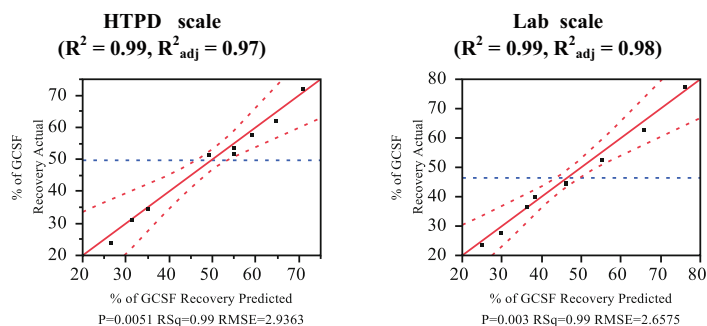 HTPD scale
(R² = 0.99, R²adj = 0.97)
% of GCSF
Recovery Actual
70
60
50
40
30
20
20 30 40 50 60 70
% of GCSF Recovery Predicted
P=0.0051 RSq=0.99 RMSE=2.9363
Lab scale
(R² = 0.99, R²adj = 0.98)
% of GCSF
Recovery Actual
80
70
60
50
40
30
20
20 30 40 50 60 70 80
% of GCSF Recovery Predicted
P=0.003 RSq=0.99 RMSE=2.6575